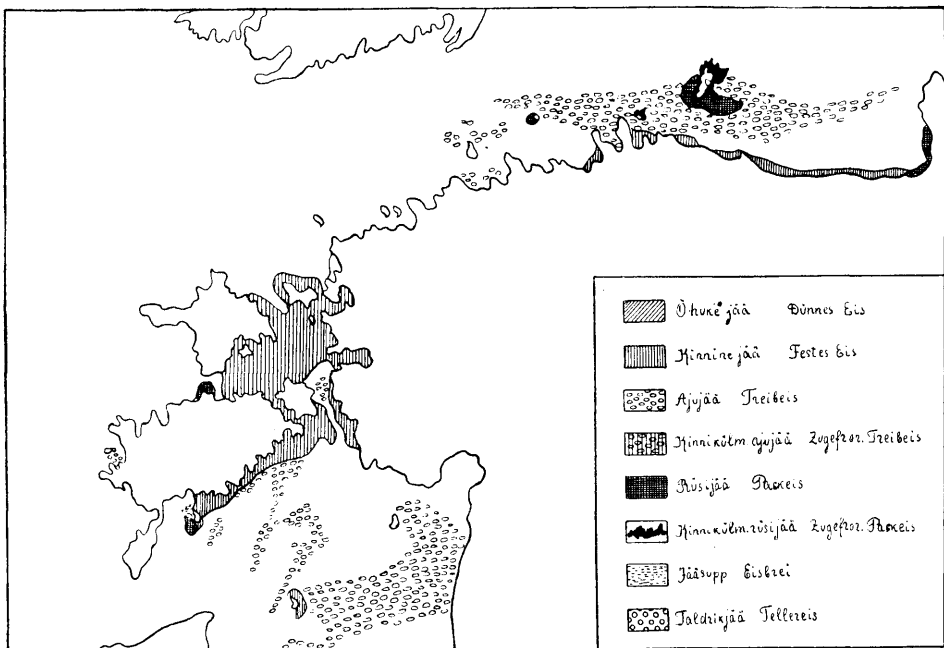 Õhuke jää Dünnes Eis
Kinnine jää Festes Eis
Ajujää Treibeis
Kinnikülm.ajujää Zugefror.Treibeis
Rüsijää Packeis
Kinnikülm.rüsijää Zugefror.Packeis
Jääsupp Eisbrei
Taldrikjää Tellereis